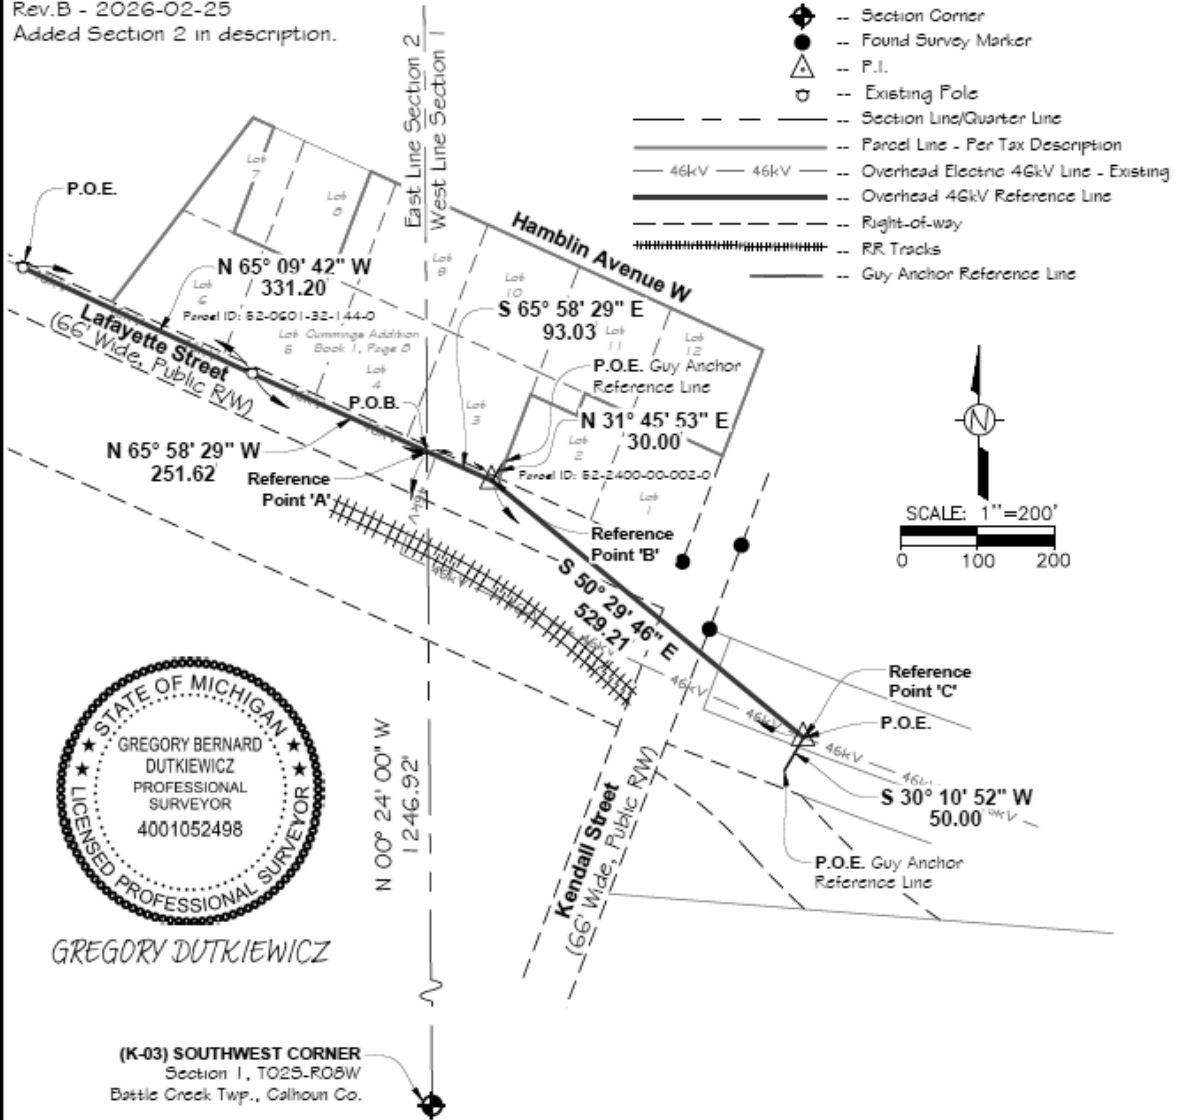 Rev.B - 2026-02-25
Added Section 2 in description.
-- Section Corner
-- Found Survey Marker
-- P.I.
-- Existing Pole
-- Section Line/Quarter Line
-- Parcel Line - Per Tax Description
46kV 46kV -- Overhead Electric 46kV Line - Existing
-- Overhead 46kV Reference Line
-- Right-of-way
-- RR Tracks
-- Guy Anchor Reference Line
East Line Section 2
West Line Section 1
P.O.E.
Lot
7
Lot
8
Lot
9
Lot
10
Lot
11
Lot
12
Hamblin Avenue W
N 65° 09' 42" W
331.20'
Lot
6
Parcel ID: 52-0601-32-144-0
Lot
5
Cummings Addition
Book 1, Page 8
Lot
4
Lafayette Street
(66' Wide, Public R/W)
S 65° 58' 29" E
93.03'
P.O.E. Guy Anchor
Reference Line
P.O.B.
Lot
3
N 31° 45' 53" E
30.00'
Lot
2
Parcel ID: 52-2400-00-002-0
Lot
1
N 65° 58' 29" W
251.62'
Reference
Point 'A'
46kV
46kV
Reference
Point 'B'
N
SCALE: 1"=200'
0 100 200
46kV
S 50° 29' 46" E
529.21'
46kV
46kV
46kV
Reference
Point 'C'
P.O.E.
46kV
S 30° 10' 52" W
50.00'
P.O.E. Guy Anchor
Reference Line
Kendall Street
(66' Wide, Public R/W)
N 00° 24' 00" W
1246.92'
STATE OF MICHIGAN
GREGORY BERNARD
DUTKIEWICZ
PROFESSIONAL
SURVEYOR
4001052498
LICENSED PROFESSIONAL SURVEYOR
GREGORY DUTKIEWICZ
(K-03) SOUTHWEST CORNER
Section 1, T02S-R08W
Battle Creek Twp., Calhoun Co.